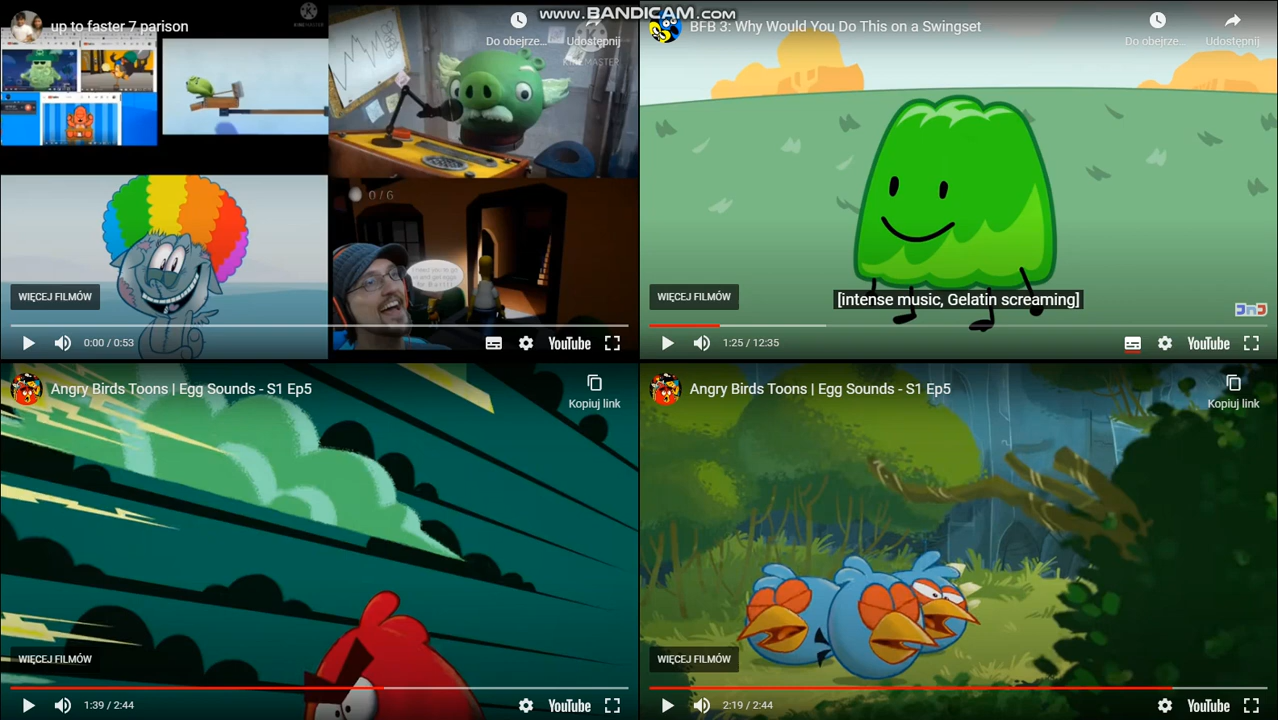 www.BANDICAM.com
up to faster 7 parison
KINEMASTER
Do obejrze...
Udostępnij
KINEMASTER
0 / 6
WIĘCEJ FILMÓW
0:00 / 0:53
YouTube
BFB 3: Why Would You Do This on a Swingset
Do obejrze...
Udostępnij
[intense music, Gelatin screaming]
WIĘCEJ FILMÓW
1:25 / 12:35
YouTube
Angry Birds Toons | Egg Sounds - S1 Ep5
Kopiuj link
WIĘCEJ FILMÓW
1:39 / 2:44
YouTube
Angry Birds Toons | Egg Sounds - S1 Ep5
Kopiuj link
WIĘCEJ FILMÓW
2:19 / 2:44
YouTube